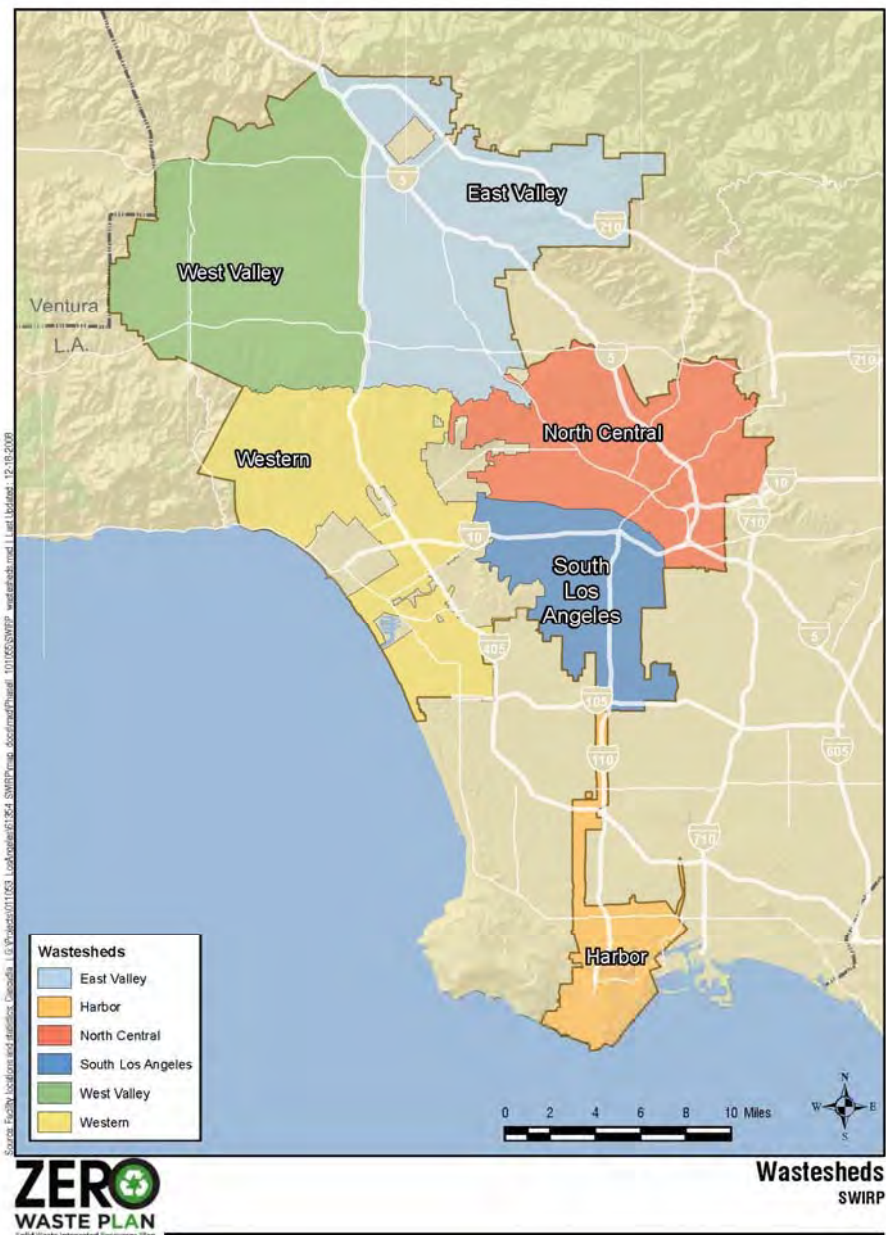 East Valley
West Valley
Ventura
L.A.
North Central
Western
South
Los
Angeles
Harbor
5
210
5
210
10
710
10
405
5
105
110
605
710
Wastesheds
East Valley
Harbor
North Central
South Los Angeles
West Valley
Western
0 2 4 6 8 10 Miles
N
W E
S
ZERO
WASTE PLAN
Wastesheds
SWIRP